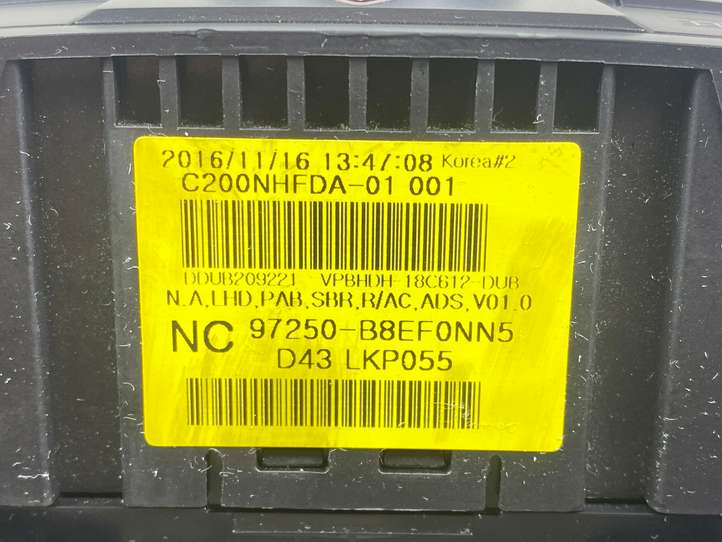 2016/11/16 13:47:08 Korea#2
C200NHFDA-01 001
DDUB209221 VPBHDH-18C612-DUB
N.A,LHD,PAB,SBR,R/AC,ADS,V01.0
NC 97250-B8EF0NN5
D43 LKP055